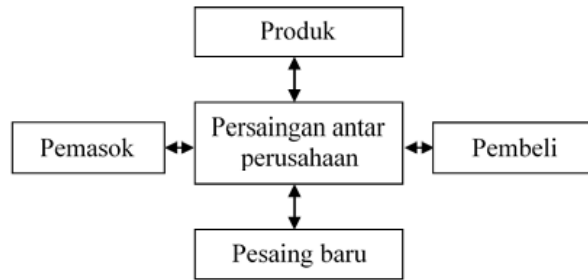 Produk
Pemasok
Persaingan antar
perusahaan
Pembeli
Pesaing baru